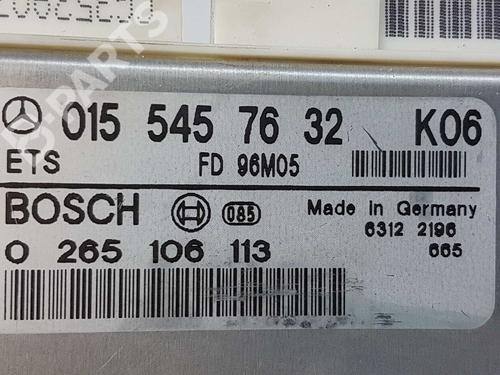 015 545 76 32 K06
ETS FD 96M05
BOSCH 085 Made in Germany
6312 2196
0 265 106 113 665